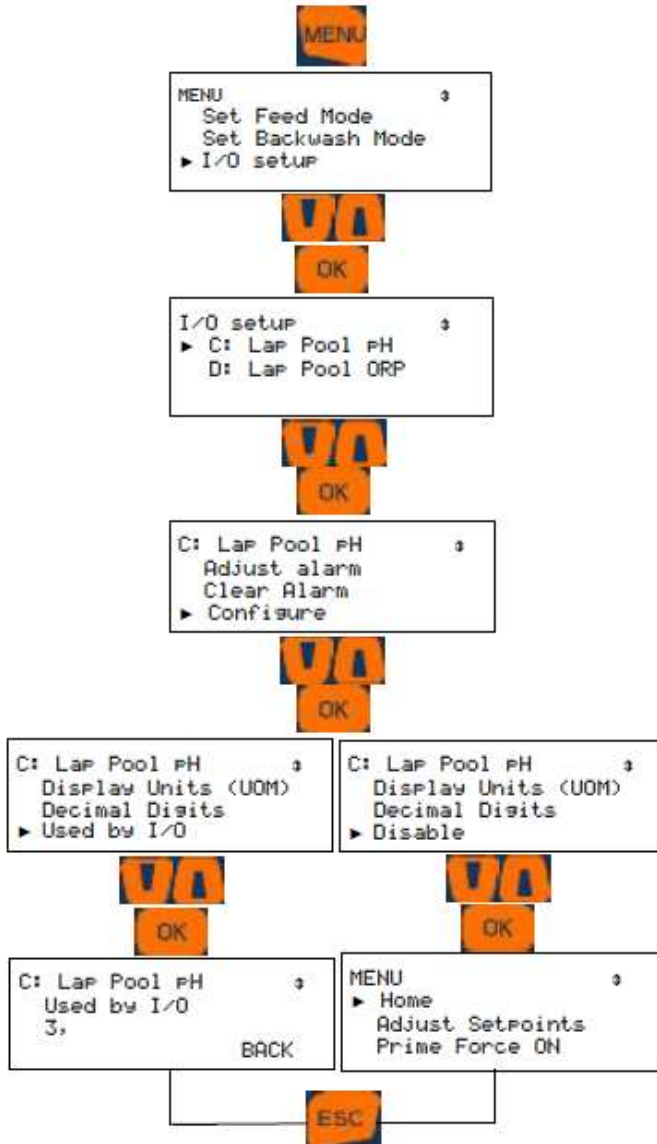 MENU
MENU
Set Feed Mode
Set Backwash Mode
► I/O setup
OK
I/O setup
► C: Lap Pool pH
D: Lap Pool ORP
OK
C: Lap Pool pH
Adjust alarm
Clear Alarm
► Configure
OK
C: Lap Pool pH
Display Units (UOM)
Decimal Digits
► Used by I/O
C: Lap Pool pH
Display Units (UOM)
Decimal Digits
► Disable
OK
OK
C: Lap Pool pH
Used by I/O
3,
BACK
MENU
► Home
Adjust Setpoints
Prime Force ON
ESC